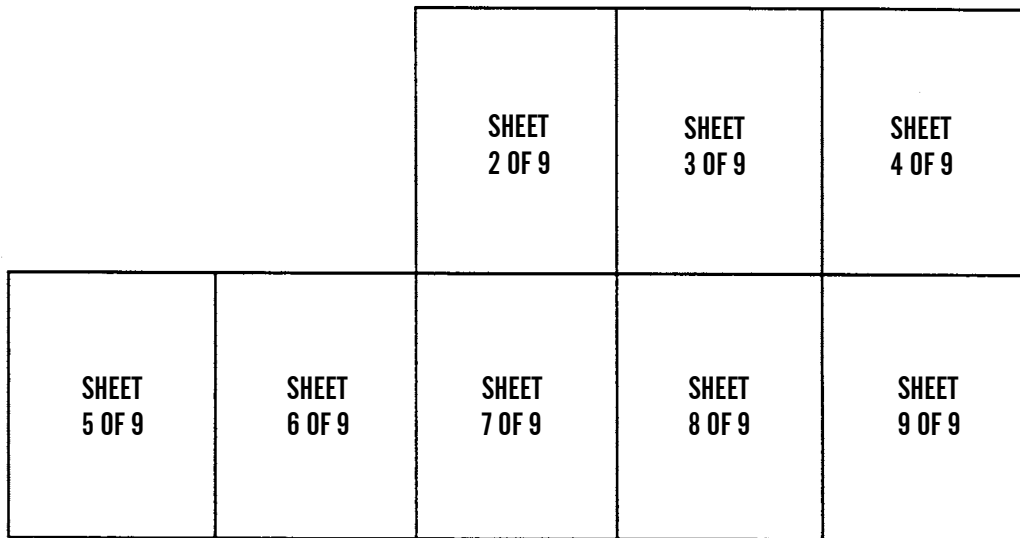 SHEET
2 OF 9
SHEET
3 OF 9
SHEET
4 OF 9
SHEET
5 OF 9
SHEET
6 OF 9
SHEET
7 OF 9
SHEET
8 OF 9
SHEET
9 OF 9